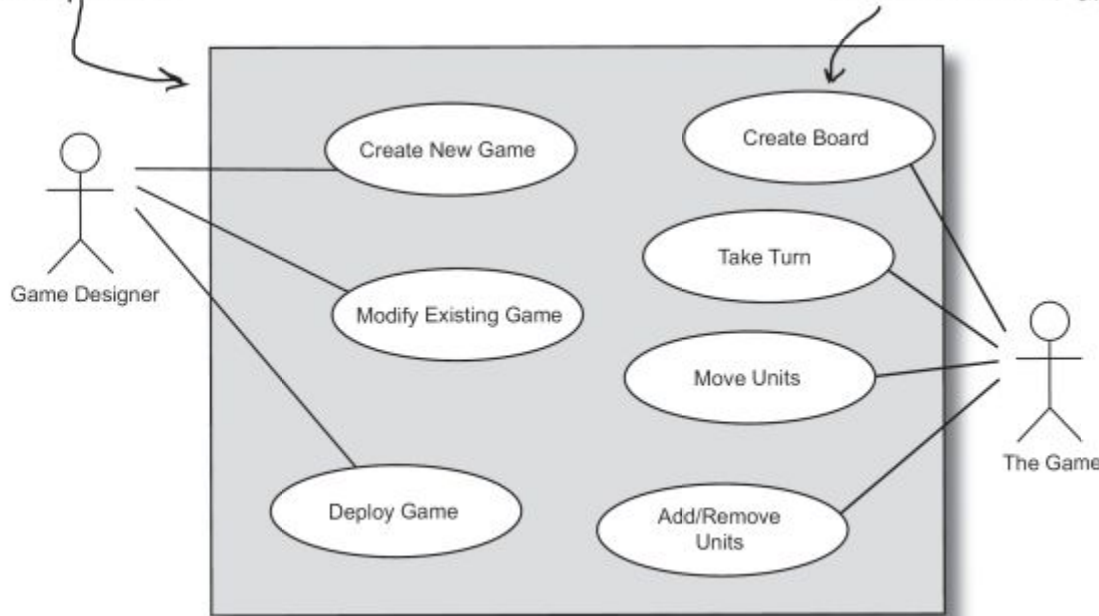 Create New Game
Create Board
Take Turn
Game Designer
Modify Existing Game
Move Units
The Game
Deploy Game
Add/Remove
Units